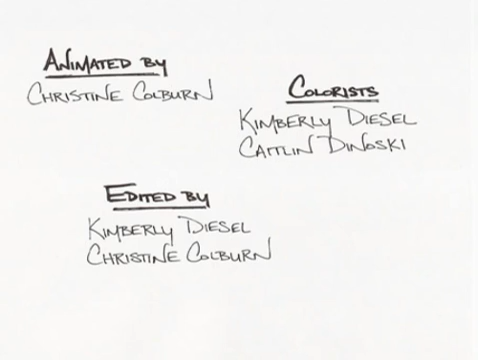 Animated by
Christine Colburn
Colorists
Kimberly Diesel
Caitlin Dinoski
Edited by
Kimberly Diesel
Christine Colburn